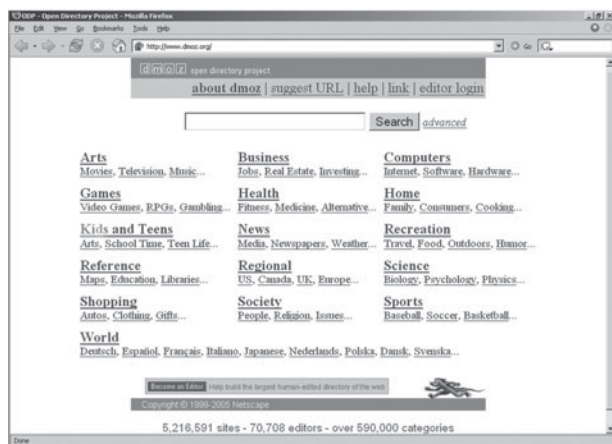 ODP - Open Directory Project - Mozilla Firefox
File Edit View Go Bookmarks Tools Help
http://www.dmoz.org/ Go
dmoz open directory project
about dmoz | suggest URL | help | link | editor login
Search advanced
Arts Business Computers
Movies, Television, Music... Jobs, Real Estate, Investing... Internet, Software, Hardware...
Games Health Home
Video Games, RPGs, Gambling... Fitness, Medicine, Alternative... Family, Consumers, Cooking...
Kids and Teens News Recreation
Arts, School Time, Teen Life... Media, Newspapers, Weather... Travel, Food, Outdoors, Humor...
Reference Regional Science
Maps, Education, Libraries... US, Canada, UK, Europe... Biology, Psychology, Physics...
Shopping Society Sports
Autos, Clothing, Gifts... People, Religion, Issues... Baseball, Soccer, Basketball...
World
Deutsch, Español, Français, Italiano, Japanese, Nederlands, Polska, Dansk, Svenska...
Become an Editor Help build the largest human-edited directory of the web
Copyright © 1998-2005 Netscape
5,216,591 sites - 70,708 editors - over 590,000 categories
Done